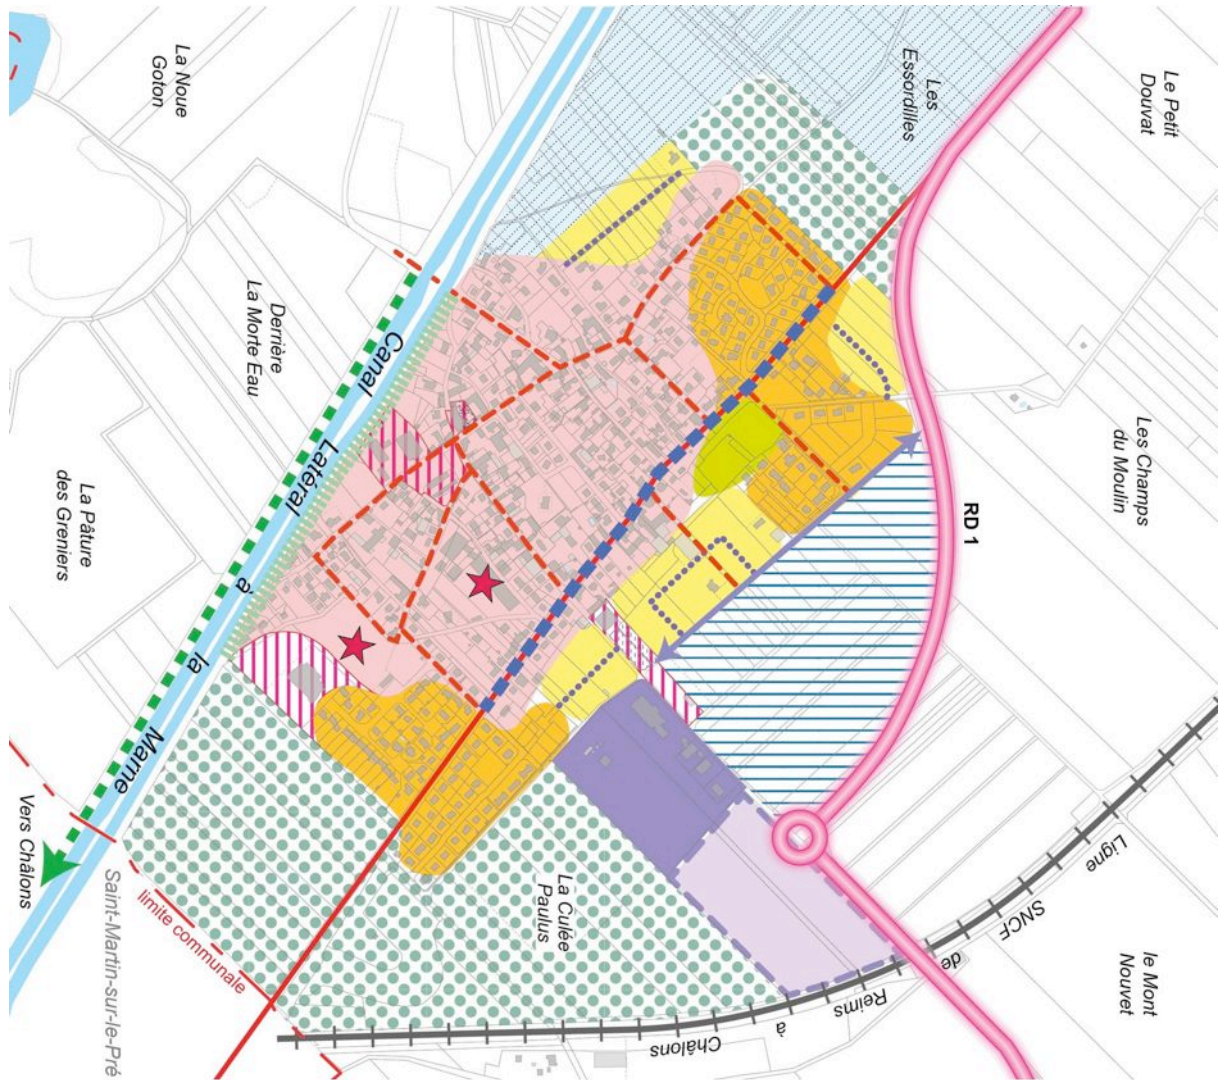 La Noue
Goton
Les
Essordilles
Le Petit
Douvat
Derrière
La Morte Eau
Canal Latéral à la Marne
La Pâture
des Greniers
Les Champs
du Moulin
RD 1
Vers Châlons
Saint-Martin-sur-le-Pré
limite communale
La Culée
Paulus
Ligne SNCF de Reims à Châlons
le Mont
Nouvet